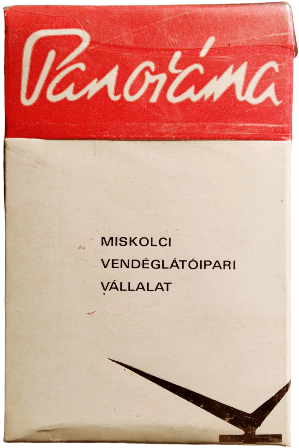 Panoráma
MISKOLCI
VENDÉGLÁTÓIPARI
VÁLLALAT